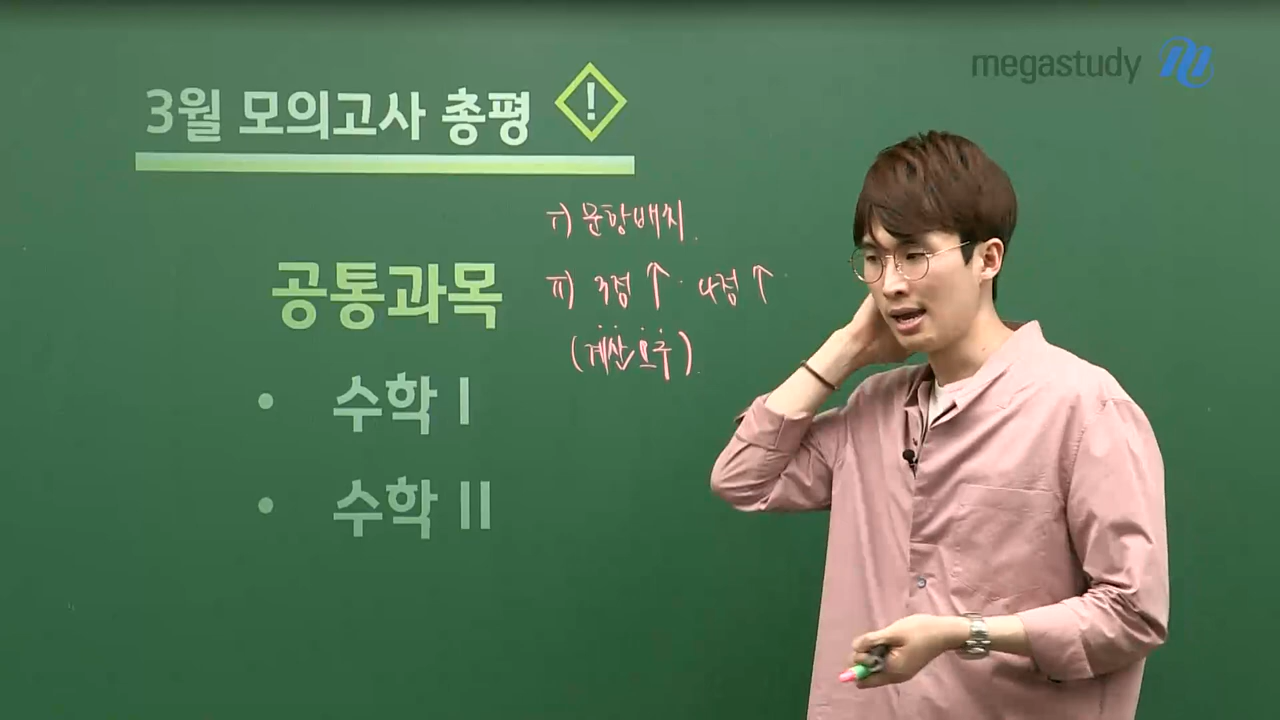 megastudy
3월 모의고사 총평 !
i) 문항배치.
공통과목
ii) 3점 ↑ · 4점 ↑
(계산요구).
• 수학 I
• 수학 II